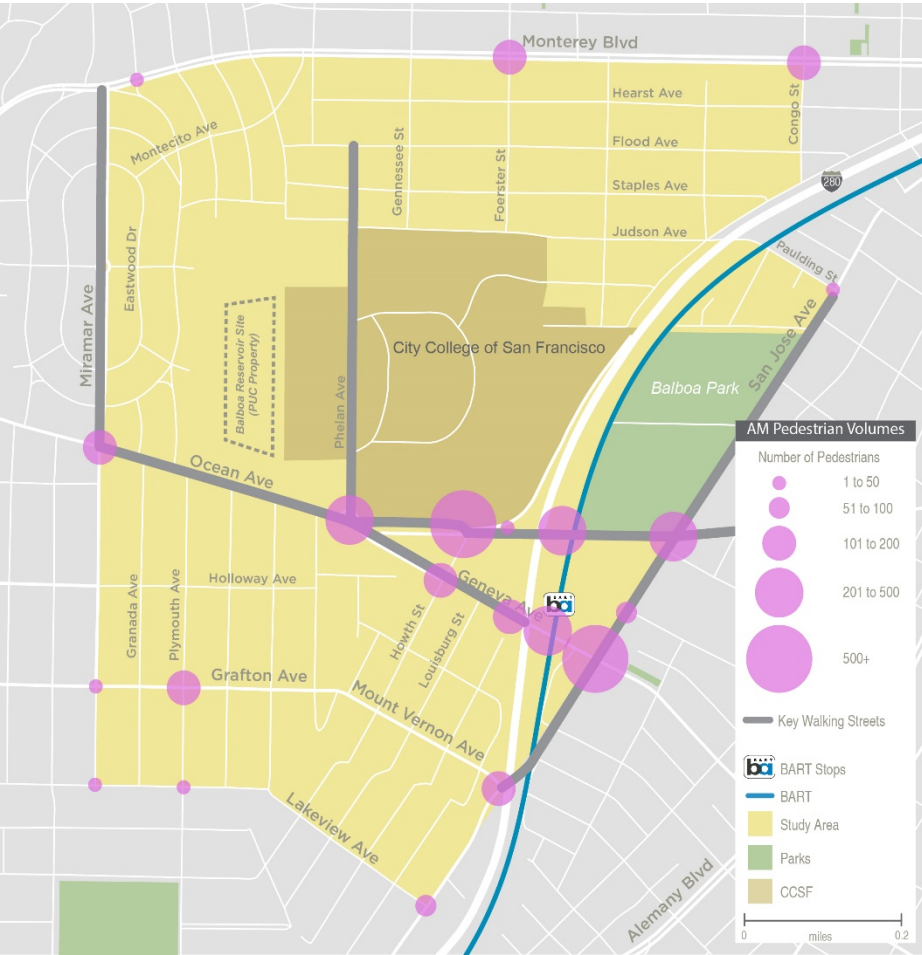 Monterey Blvd
Hearst Ave
Congo St
Montecito Ave
Gennessee St
Flood Ave
Foerster St
Staples Ave
280
Judson Ave
Eastwood Dr
Paulding St
Miramar Ave
Balboa Reservoir Site
(PUC Property)
City College of San Francisco
San Jose Ave
Balboa Park
Phelan Ave
Ocean Ave
Holloway Ave
Geneva Ave
BART
ba
Granada Ave
Plymouth Ave
Howth St
Louisburg St
Grafton Ave
Mount Vernon Ave
Lakeview Ave
Alemany Blvd
AM Pedestrian Volumes
Number of Pedestrians
1 to 50
51 to 100
101 to 200
201 to 500
500+
Key Walking Streets
BART
ba
BART Stops
BART
Study Area
Parks
CCSF
0
miles
0.2